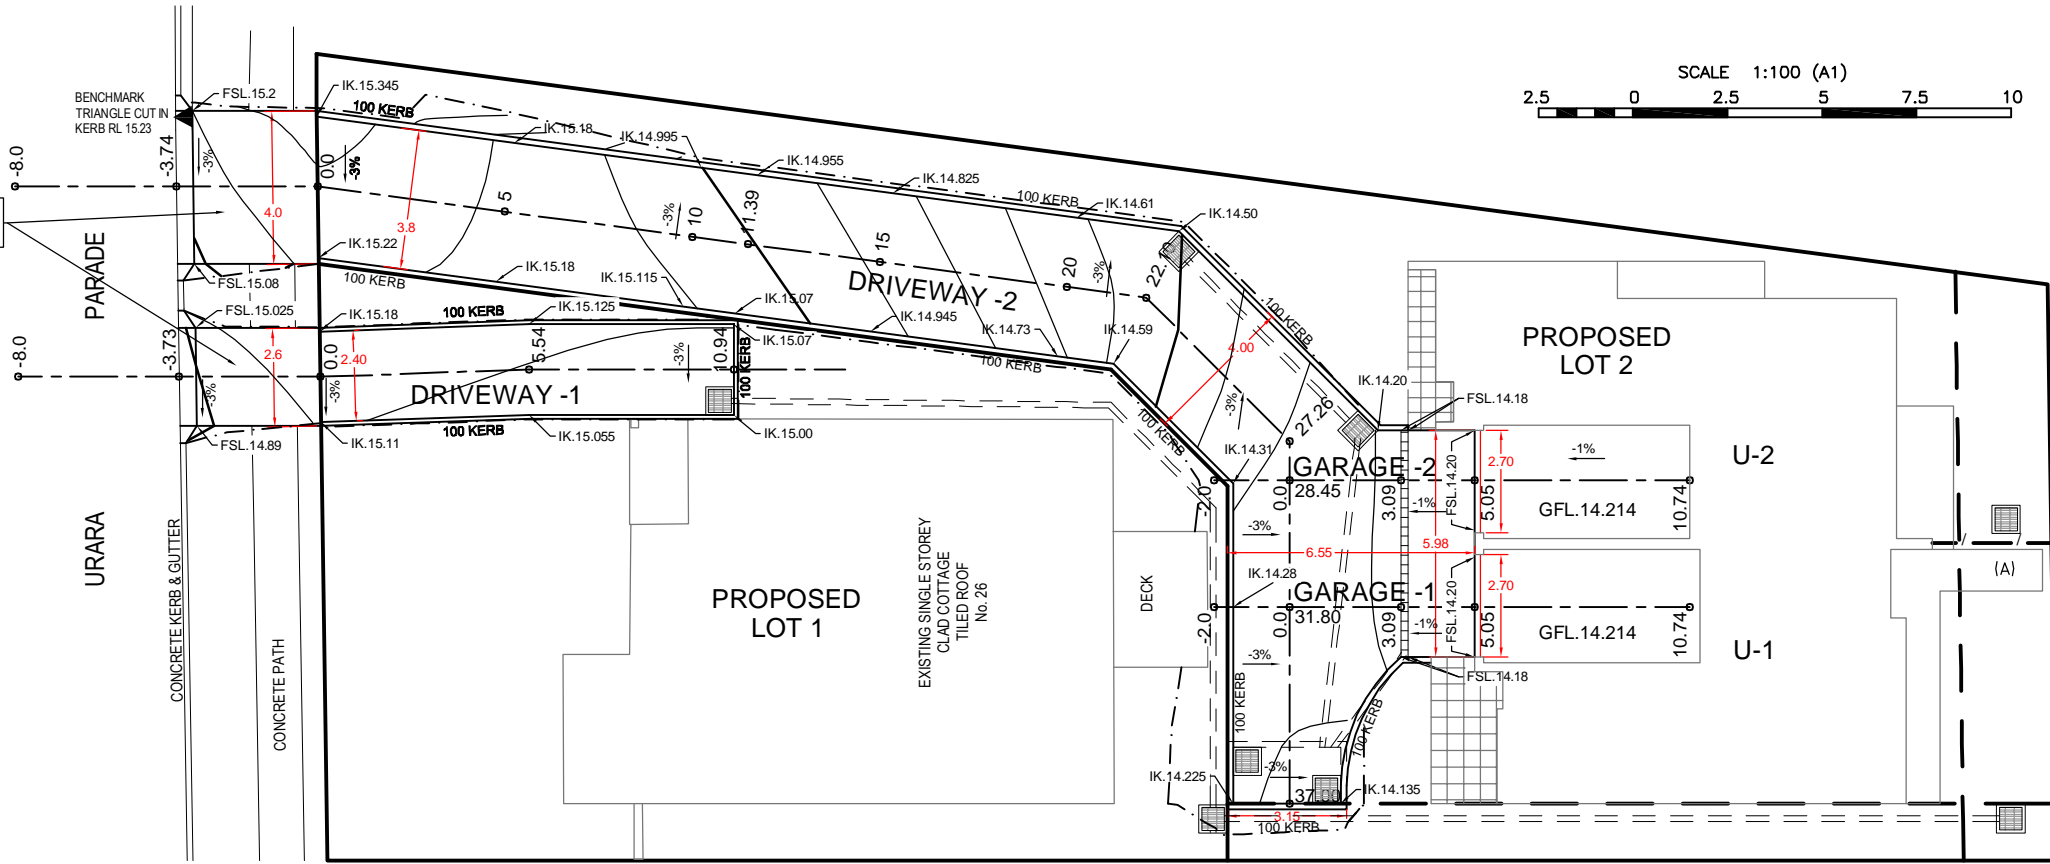 SCALE 1:100 (A1)
2.5 0 2.5 5 7.5 10
BENCHMARK
TRIANGLE CUT IN
KERB RL 15.23
FSL.15.2
IK.15.345
100 KERB
IK.15.18
IK.14.995
IK.14.955
IK.14.825
100 KERB
IK.14.61
IK.14.50
-8.0
-3.74
-3%
0.0
-3%
4.0
3.8
5
-3%
10
11.39
15
20
-3%
DRIVEWAY -2
PARADE
IK.15.22
FSL.15.08
100 KERB
IK.15.18
IK.15.115
IK.15.07
IK.14.945
IK.14.73
IK.14.59
100 KERB
100 KERB
4.00
FSL.15.025
IK.15.18
100 KERB
IK.15.125
IK.15.07
-8.0
-3.73
-3%
2.6
0.0
-3%
2.40
5.54
-3%
10.94
100 KERB
DRIVEWAY -1
FSL.14.89
IK.15.11
100 KERB
IK.15.055
IK.15.00
100 KERB
-3%
27.26
IK.14.20
FSL.14.18
PROPOSED
LOT 2
IK.14.31
GARAGE -2
28.45
-2.0
0.0
3.09
-1%
FSL.14.20
2.70
5.05
-1%
GFL.14.214
10.74
U-2
-3%
6.55
5.98
IK.14.28
GARAGE -1
31.80
-2.0
0.0
3.09
-1%
FSL.14.20
2.70
5.05
GFL.14.214
10.74
(A)
U-1
-3%
FSL.14.18
URARA
CONCRETE KERB & GUTTER
CONCRETE PATH
PROPOSED
LOT 1
EXISTING SINGLE STOREY
CLAD COTTAGE
TILED ROOF
No. 26
DECK
100 KERB
100 KERB
IK.14.225
-3%
IK.14.135
3.15
100 KERB